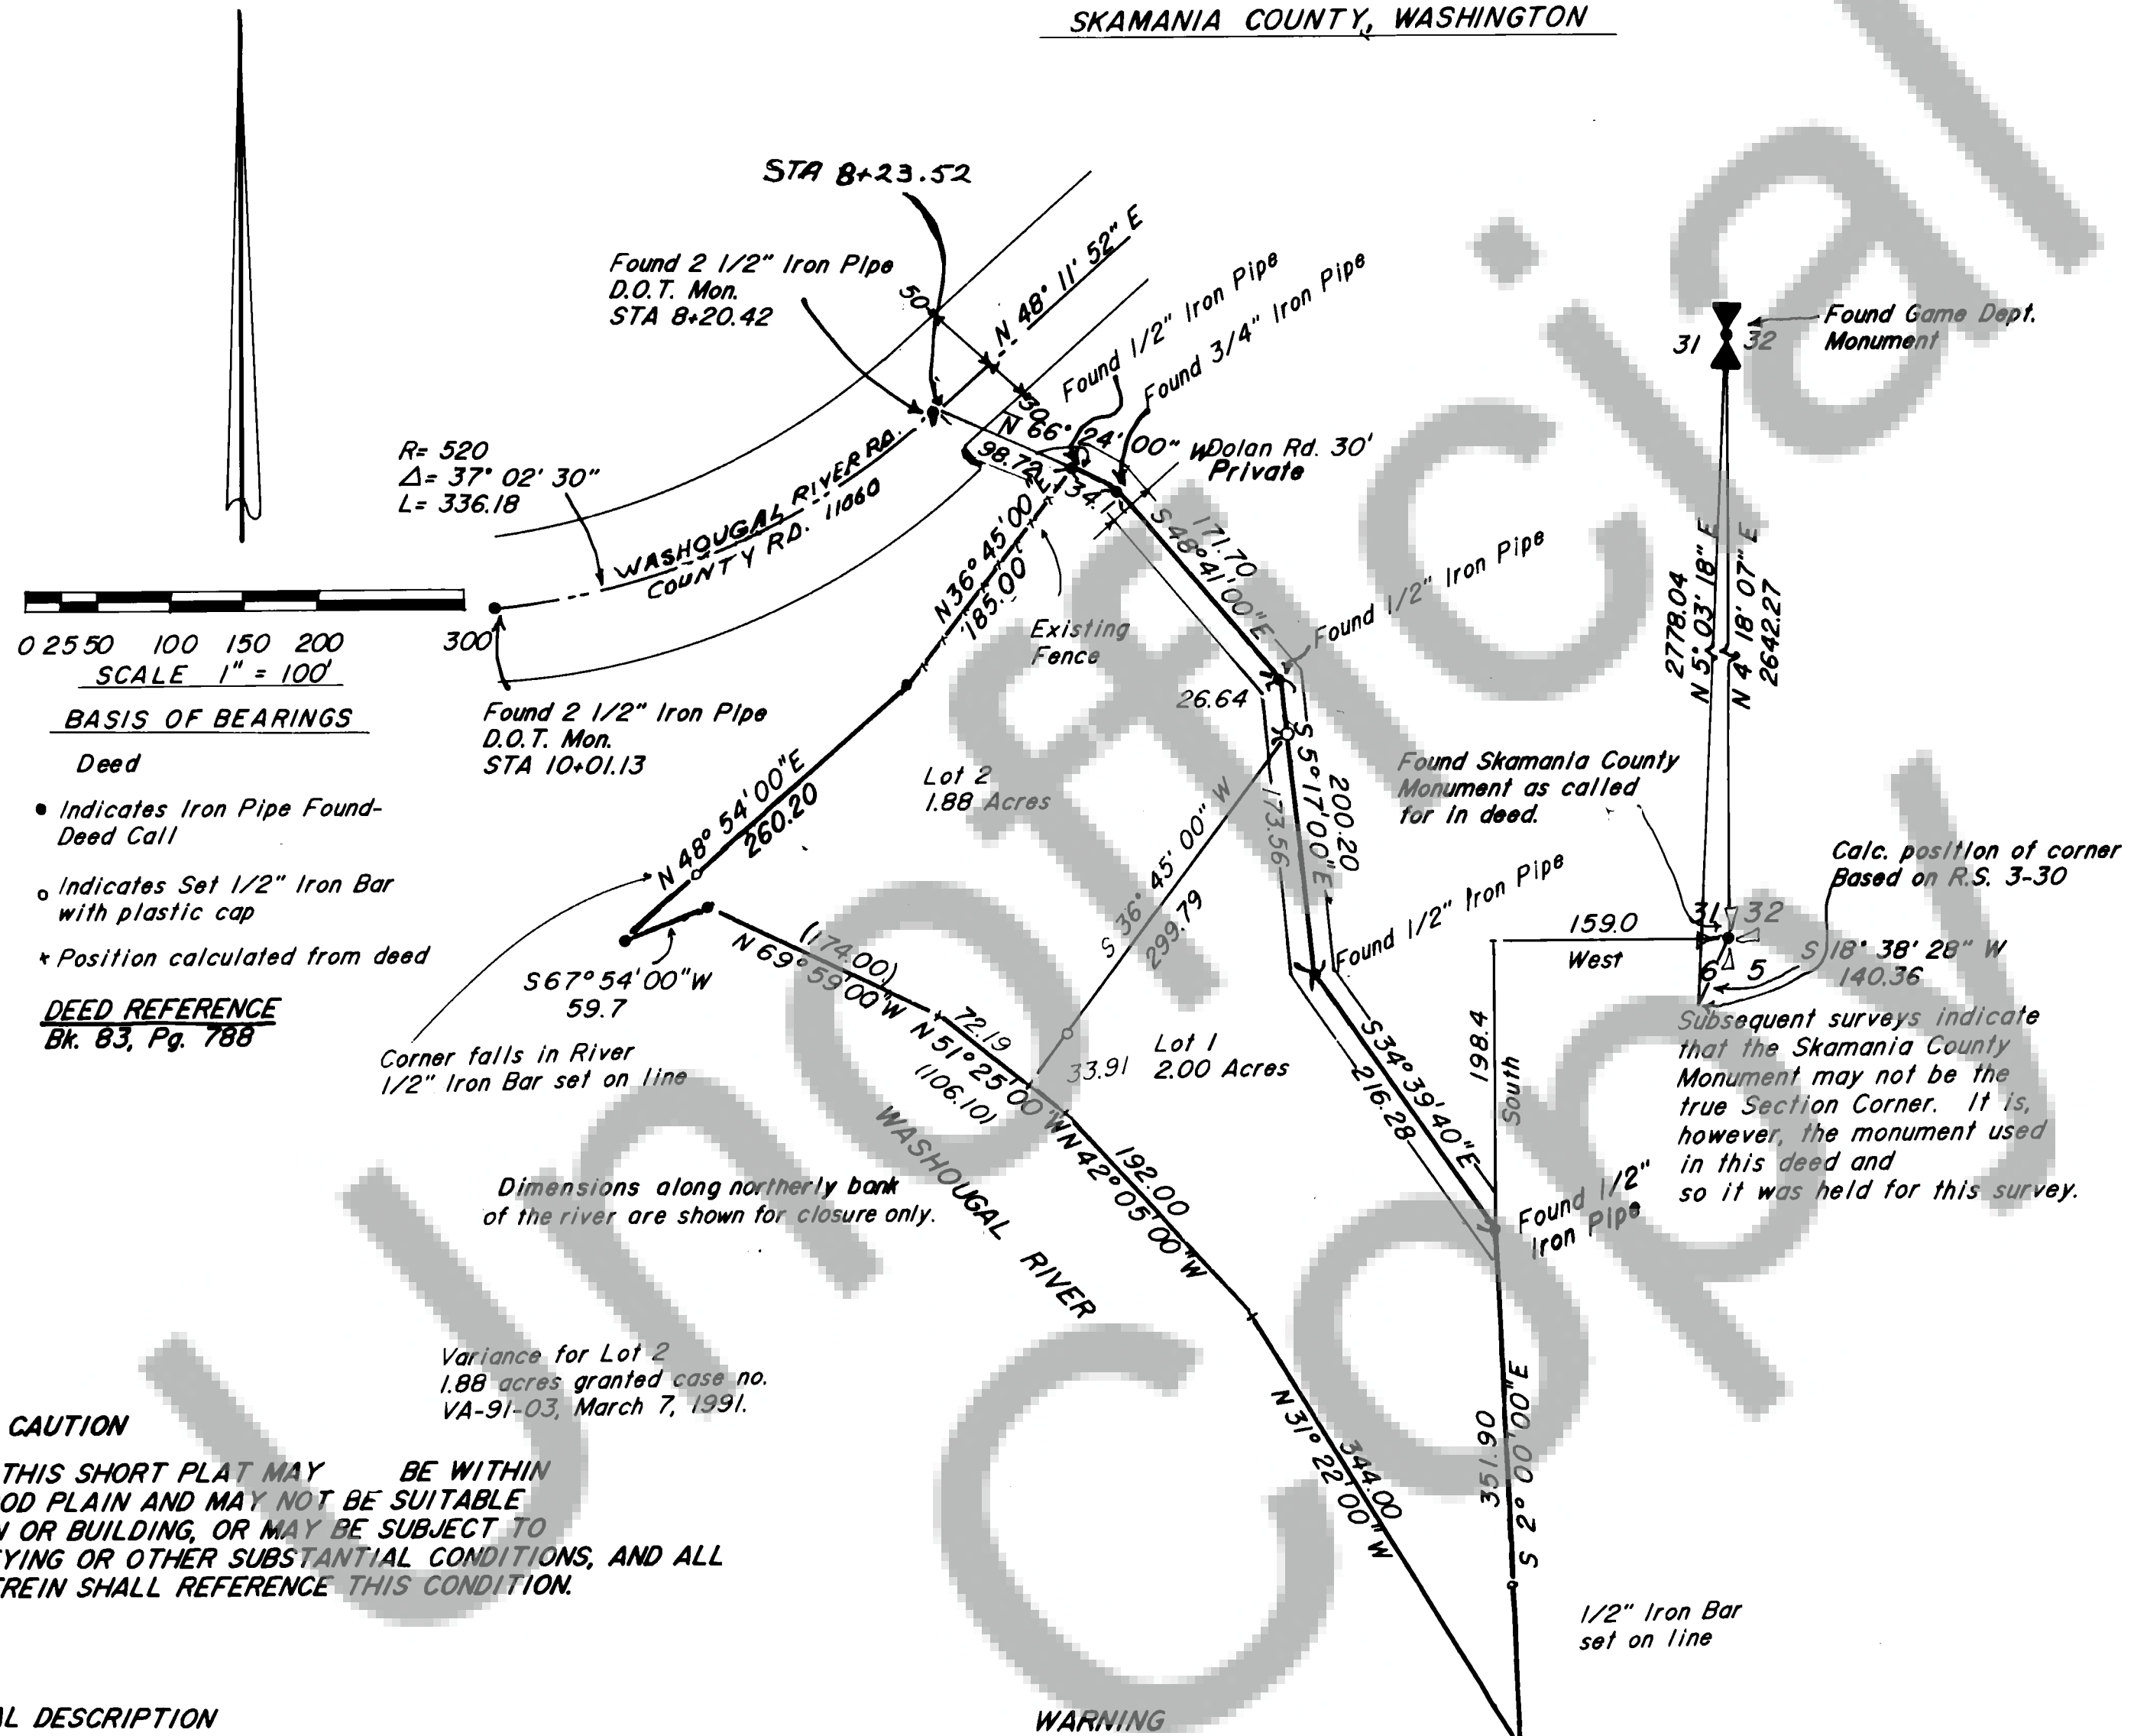 SKAMANIA COUNTY, WASHINGTON
STA 8+23.52
Found 2 1/2" Iron Pipe
D.O.T. Mon.
STA 8+20.42
50
N 48° 11' 52" E
30
Found 1/2" Iron Pipe
Found 3/4" Iron Pipe
N 66° 24' 00" W
98.72
134.1
Dolan Rd. 30'
Private
R= 520
Δ= 37° 02' 30"
L= 336.18
WASHOUGAL RIVER RD.
COUNTY RD. 11060
31 32
Found Game Dept.
Monument
0 25 50 100 150 200 300
SCALE 1" = 100'
BASIS OF BEARINGS
Deed
• Indicates Iron Pipe Found-
Deed Call
o Indicates Set 1/2" Iron Bar
with plastic cap
Position calculated from deed
DEED REFERENCE
Bk. 83, Pg. 788
Found 2 1/2" Iron Pipe
D.O.T. Mon.
STA 10+01.13
N 36° 45' 00" E
185.00
Existing
Fence
171.70
S 48° 41' 00" E
Found 1/2" Iron Pipe
26.64
S 5° 17' 00" E
200.20
173.56
Lot 2
1.88 Acres
N 48° 54' 00" E
260.20
S 36° 45' 00" W
299.79
Found 1/2" Iron Pipe
2778.04
N 5° 03' 18" E
N 4° 18' 07" E
2642.27
Found Skamania County
Monument as called
for in deed.
Calc. position of corner
Based on R.S. 3-30
159.0
West
31 32
6 5
S 18° 38' 28" W
140.36
Subsequent surveys indicate
that the Skamania County
Monument may not be the
true Section Corner. It is,
however, the monument used
in this deed and
so it was held for this survey.
198.4
South
S 67° 54' 00" W
59.7
(174.00)
N 69° 59' 00" W
72.19
N 51° 25' 00" W
(106.10)
33.91
Lot 1
2.00 Acres
Corner falls in River
1/2" Iron Bar set on line
S 34° 39' 40" E
216.28
Found 1/2"
Iron Pipe
WASHOUGAL RIVER
192.00
N 42° 05' 00" W
Dimensions along northerly bank
of the river are shown for closure only.
Variance for Lot 2
1.88 acres granted case no.
VA-91-03, March 7, 1991.
344.00
N 31° 22' 00" W
351.90
S 2° 00' 00" E
1/2" Iron Bar
set on line
CAUTION
THIS SHORT PLAT MAY BE WITHIN
OD PLAIN AND MAY NOT BE SUITABLE
N OR BUILDING, OR MAY BE SUBJECT TO
YING OR OTHER SUBSTANTIAL CONDITIONS, AND ALL
REIN SHALL REFERENCE THIS CONDITION.
AL DESCRIPTION
WARNING
Unofficial
Copy